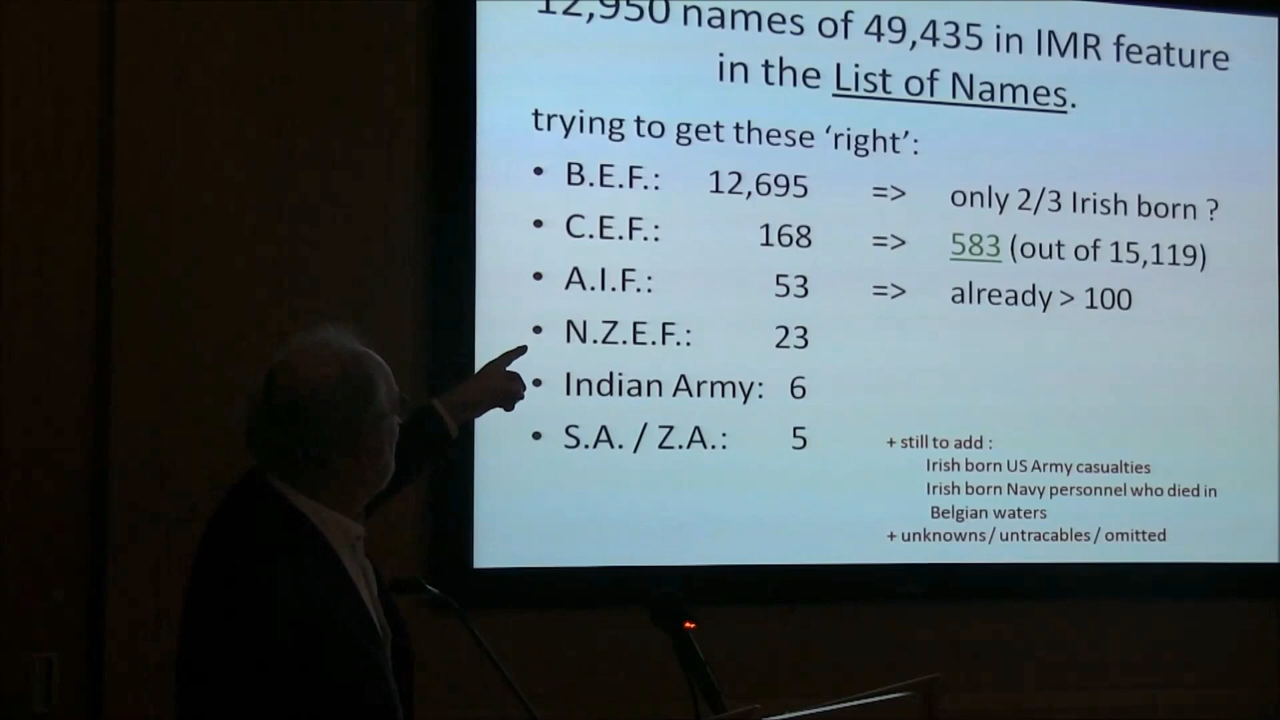 12,950 names of 49,435 in IMR feature
in the List of Names.
trying to get these ‘right’:
• B.E.F.: 12,695 => only 2/3 Irish born ?
• C.E.F.: 168 => 583 (out of 15,119)
• A.I.F.: 53 => already > 100
• N.Z.E.F.: 23
• Indian Army: 6
• S.A. / Z.A.: 5
+ still to add :
Irish born US Army casualties
Irish born Navy personnel who died in
Belgian waters
+ unknowns / untracables / omitted